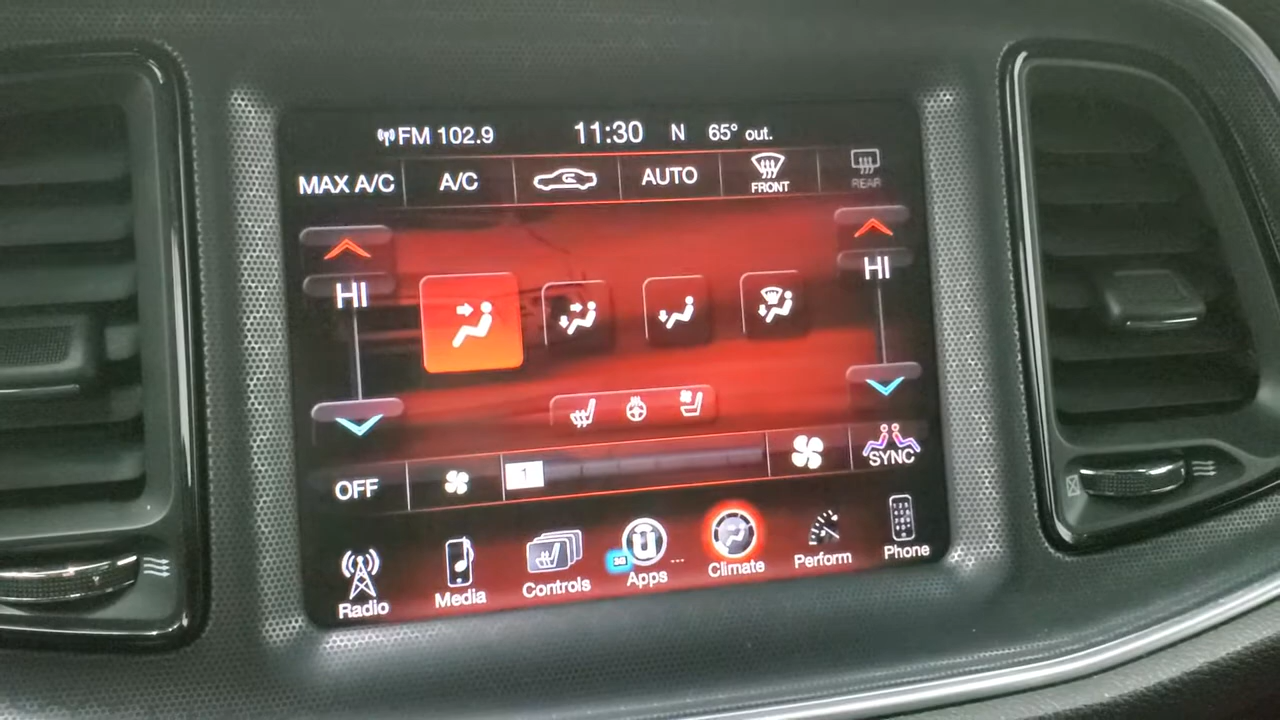 FM 102.9 11:30 N 65° out.
MAX A/C A/C AUTO FRONT REAR
HI HI
OFF 1 SYNC
Radio Media Controls 3G Apps ... Climate Perform Phone